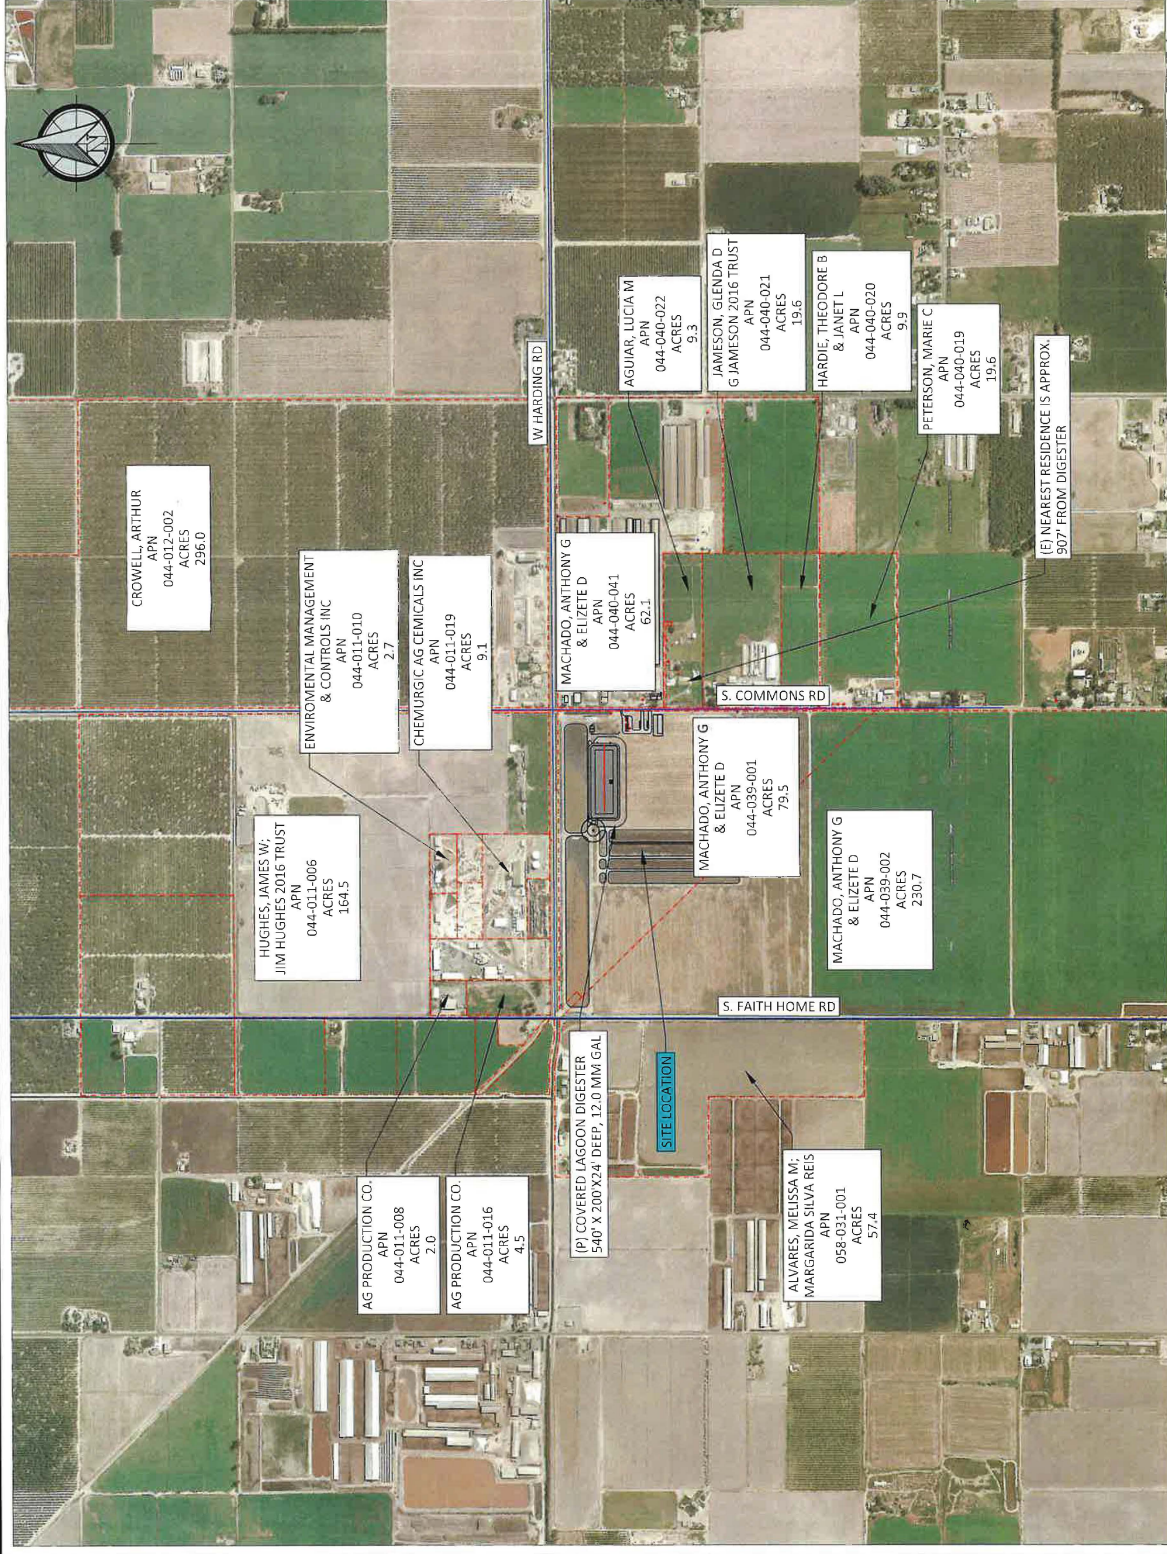 CROWELL, ARTHUR
APN
044-012-002
ACRES
296.0
HUGHES, JAMES W;
JIM HUGHES 2016 TRUST
APN
044-011-006
ACRES
164.5
ENVIROMENTAL MANAGEMENT
& CONTROLS INC
APN
044-011-010
ACRES
2.7
CHEMURGIC AG CEMICALS INC
APN
044-011-019
ACRES
9.1
AG PRODUCTION CO.
APN
044-011-008
ACRES
2.0
AG PRODUCTION CO.
APN
044-011-016
ACRES
4.5
W HARDING RD
N
(P) COVERED LAGOON DIGESTER
540' X 200'X24' DEEP, 12.0 MM GAL
SITE LOCATION
MACHADO, ANTHONY G
& ELIZETE D
APN
044-040-041
ACRES
62.1
AGUIAR, LUCIA M
APN
044-040-022
ACRES
9.3
JAMESON, GLENDA D
G JAMESON 2016 TRUST
APN
044-040-021
ACRES
19.6
HARDIE, THEODORE B
& JANET L
APN
044-040-020
ACRES
9.9
PETERSON, MARIE C
APN
044-040-019
ACRES
19.6
(E) NEAREST RESIDENCE IS APPROX.
907' FROM DIGESTER
S. COMMONS RD
MACHADO, ANTHONY G
& ELIZETE D
APN
044-039-001
ACRES
79.5
MACHADO, ANTHONY G
& ELIZETE D
APN
044-039-002
ACRES
230.7
S. FAITH HOME RD
ALVARES, MELISSA M;
MARGARIDA SILVA REIS
APN
058-031-001
ACRES
57.4